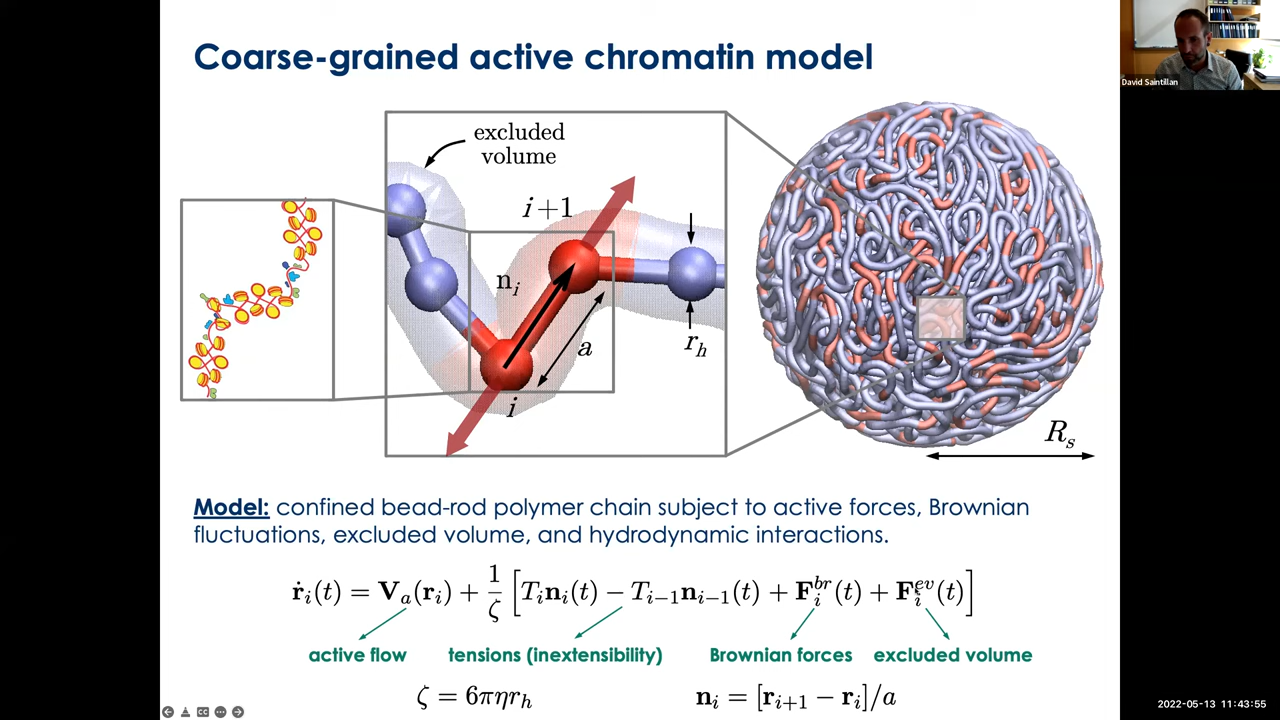 David Saintillan
Coarse-grained active chromatin model
excluded
volume
i+1
n_i
a
r_h
i
R_s
Model: confined bead-rod polymer chain subject to active forces, Brownian
fluctuations, excluded volume, and hydrodynamic interactions.
ṙ_i(t) = V_a(r_i) + 1/ζ [T_i n_i(t) − T_{i−1} n_{i−1}(t) + F_i^{br}(t) + F_i^{ev}(t)]
active flow tensions (inextensibility) Brownian forces excluded volume
ζ = 6πηr_h n_i = [r_{i+1} − r_i]/a
2022-05-13 11:43:55